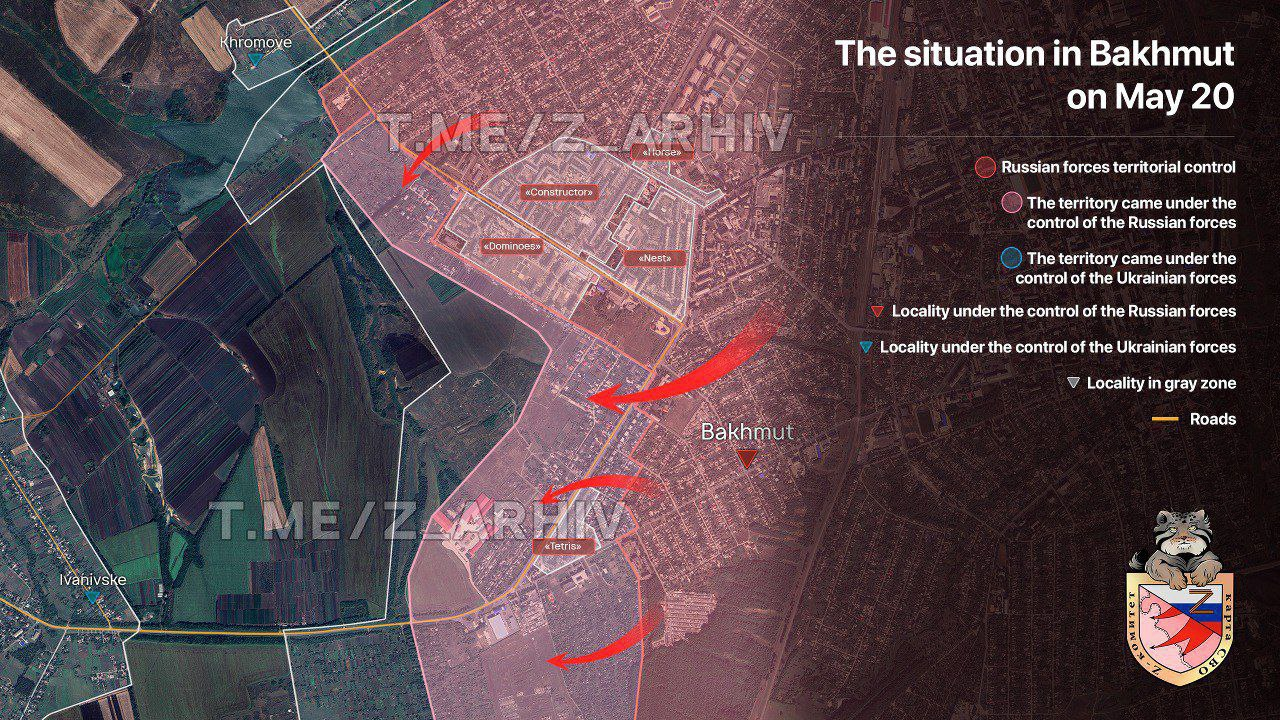 The situation in Bakhmut
on May 20
Khromove
T.ME/Z_ARHIV
«Horse»
«Constructor»
«Dominoes»
«Nest»
Russian forces territorial control
The territory came under the
control of the Russian forces
The territory came under the
control of the Ukrainian forces
Locality under the control of the Russian forces
Locality under the control of the Ukrainian forces
Locality in gray zone
Roads
Bakhmut
T.ME/Z_ARHIV
«Tetris»
Ivanivske
Z-комитет
Z
карта СВО